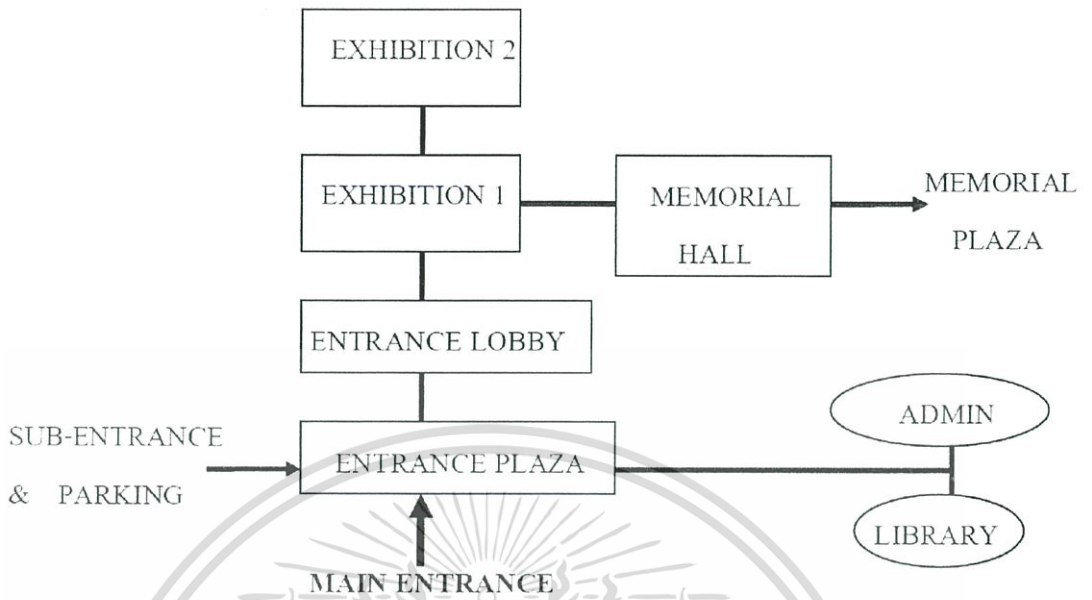 EXHIBITION 2
EXHIBITION 1
MEMORIAL
HALL
MEMORIAL
PLAZA
ENTRANCE LOBBY
ADMIN
SUB-ENTRANCE
& PARKING
ENTRANCE PLAZA
LIBRARY
MAIN ENTRANCE